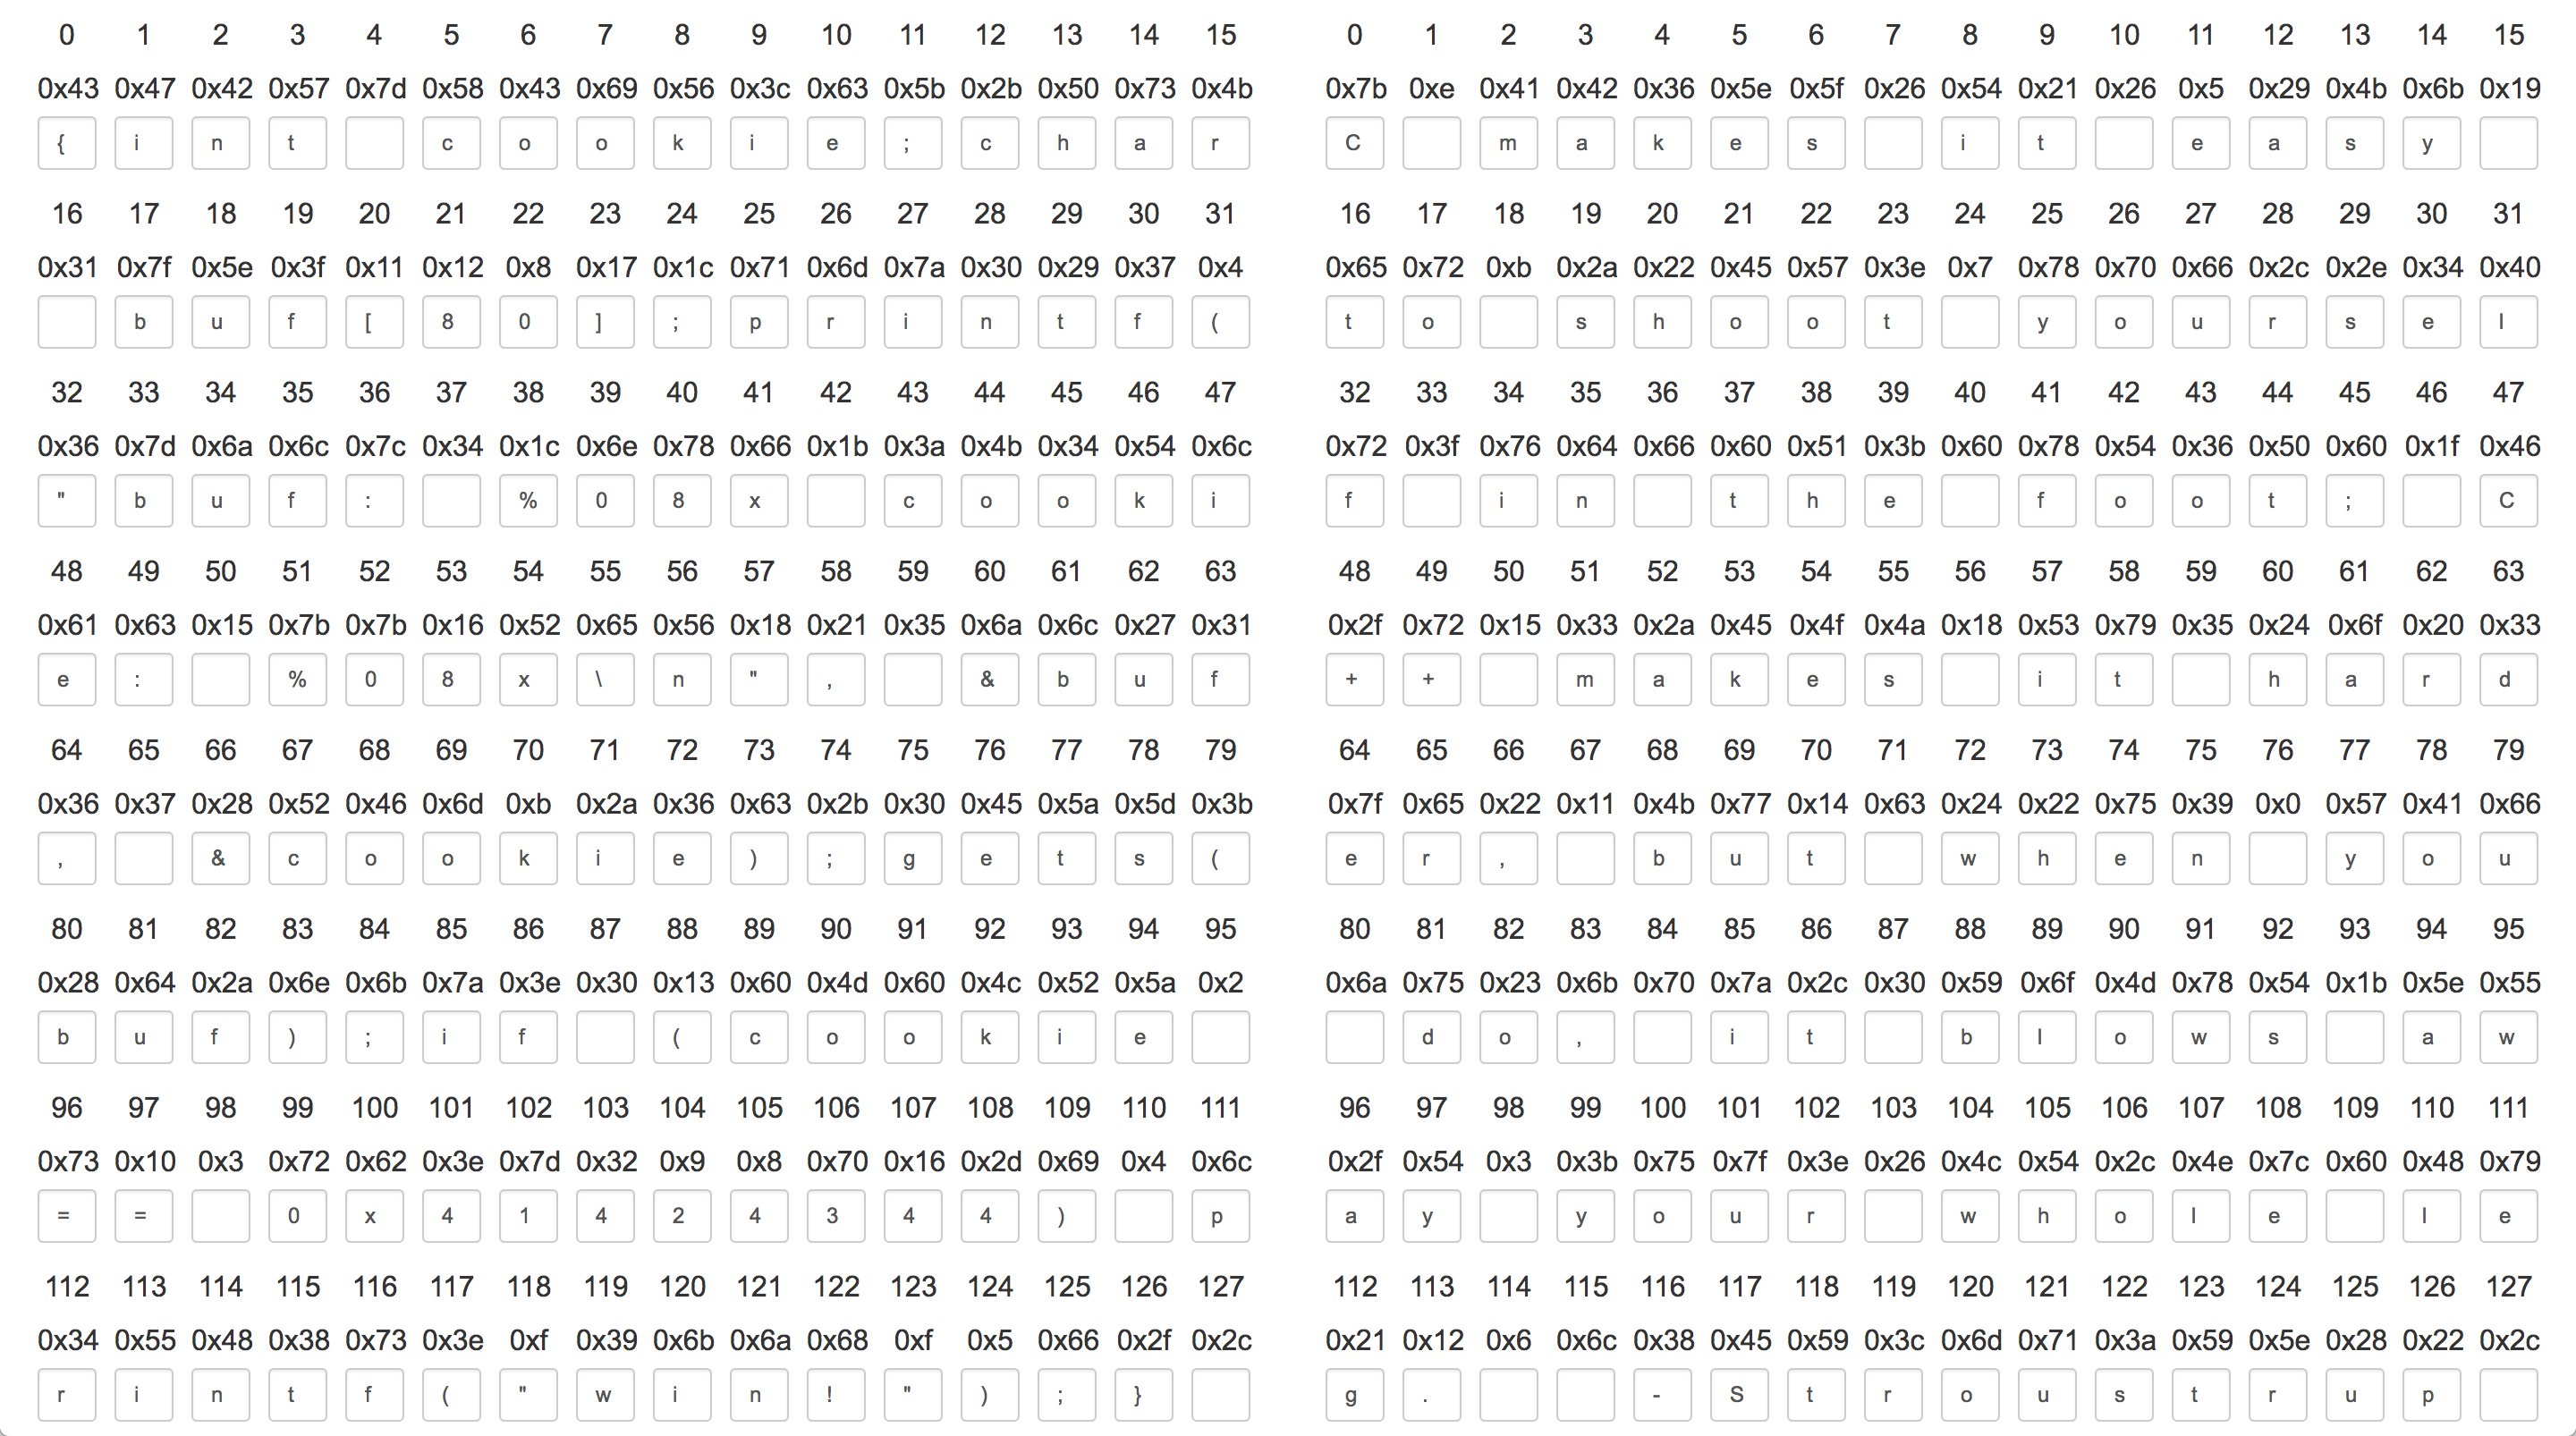 0 1 2 3 4 5 6 7 8 9 10 11 12 13 14 15
0x43 0x47 0x42 0x57 0x7d 0x58 0x43 0x69 0x56 0x3c 0x63 0x5b 0x2b 0x50 0x73 0x4b
{ i n t c o o k i e ; c h a r
16 17 18 19 20 21 22 23 24 25 26 27 28 29 30 31
0x31 0x7f 0x5e 0x3f 0x11 0x12 0x8 0x17 0x1c 0x71 0x6d 0x7a 0x30 0x29 0x37 0x4
b u f [ 8 0 ] ; p r i n t f (
32 33 34 35 36 37 38 39 40 41 42 43 44 45 46 47
0x36 0x7d 0x6a 0x6c 0x7c 0x34 0x1c 0x6e 0x78 0x66 0x1b 0x3a 0x4b 0x34 0x54 0x6c
" b u f : % 0 8 x c o o k i
48 49 50 51 52 53 54 55 56 57 58 59 60 61 62 63
0x61 0x63 0x15 0x7b 0x7b 0x16 0x52 0x65 0x56 0x18 0x21 0x35 0x6a 0x6c 0x27 0x31
e : % 0 8 x \ n " , & b u f
64 65 66 67 68 69 70 71 72 73 74 75 76 77 78 79
0x36 0x37 0x28 0x52 0x46 0x6d 0xb 0x2a 0x36 0x63 0x2b 0x30 0x45 0x5a 0x5d 0x3b
, & c o o k i e ) ; g e t s (
80 81 82 83 84 85 86 87 88 89 90 91 92 93 94 95
0x28 0x64 0x2a 0x6e 0x6b 0x7a 0x3e 0x30 0x13 0x60 0x4d 0x60 0x4c 0x52 0x5a 0x2
b u f ) ; i f ( c o o k i e
96 97 98 99 100 101 102 103 104 105 106 107 108 109 110 111
0x73 0x10 0x3 0x72 0x62 0x3e 0x7d 0x32 0x9 0x8 0x70 0x16 0x2d 0x69 0x4 0x6c
= = 0 x 4 1 4 2 4 3 4 4 ) p
112 113 114 115 116 117 118 119 120 121 122 123 124 125 126 127
0x34 0x55 0x48 0x38 0x73 0x3e 0xf 0x39 0x6b 0x6a 0x68 0xf 0x5 0x66 0x2f 0x2c
r i n t f ( " w i n ! " ) ; }
0 1 2 3 4 5 6 7 8 9 10 11 12 13 14 15
0x7b 0xe 0x41 0x42 0x36 0x5e 0x5f 0x26 0x54 0x21 0x26 0x5 0x29 0x4b 0x6b 0x19
C m a k e s i t e a s y
16 17 18 19 20 21 22 23 24 25 26 27 28 29 30 31
0x65 0x72 0xb 0x2a 0x22 0x45 0x57 0x3e 0x7 0x78 0x70 0x66 0x2c 0x2e 0x34 0x40
t o s h o o t y o u r s e l
32 33 34 35 36 37 38 39 40 41 42 43 44 45 46 47
0x72 0x3f 0x76 0x64 0x66 0x60 0x51 0x3b 0x60 0x78 0x54 0x36 0x50 0x60 0x1f 0x46
f i n t h e f o o t ; C
48 49 50 51 52 53 54 55 56 57 58 59 60 61 62 63
0x2f 0x72 0x15 0x33 0x2a 0x45 0x4f 0x4a 0x18 0x53 0x79 0x35 0x24 0x6f 0x20 0x33
+ + m a k e s i t h a r d
64 65 66 67 68 69 70 71 72 73 74 75 76 77 78 79
0x7f 0x65 0x22 0x11 0x4b 0x77 0x14 0x63 0x24 0x22 0x75 0x39 0x0 0x57 0x41 0x66
e r , b u t w h e n y o u
80 81 82 83 84 85 86 87 88 89 90 91 92 93 94 95
0x6a 0x75 0x23 0x6b 0x70 0x7a 0x2c 0x30 0x59 0x6f 0x4d 0x78 0x54 0x1b 0x5e 0x55
d o , i t b l o w s a w
96 97 98 99 100 101 102 103 104 105 106 107 108 109 110 111
0x2f 0x54 0x3 0x3b 0x75 0x7f 0x3e 0x26 0x4c 0x54 0x2c 0x4e 0x7c 0x60 0x48 0x79
a y y o u r w h o l e l e
112 113 114 115 116 117 118 119 120 121 122 123 124 125 126 127
0x21 0x12 0x6 0x6c 0x38 0x45 0x59 0x3c 0x6d 0x71 0x3a 0x59 0x5e 0x28 0x22 0x2c
g . - S t r o u s t r u p